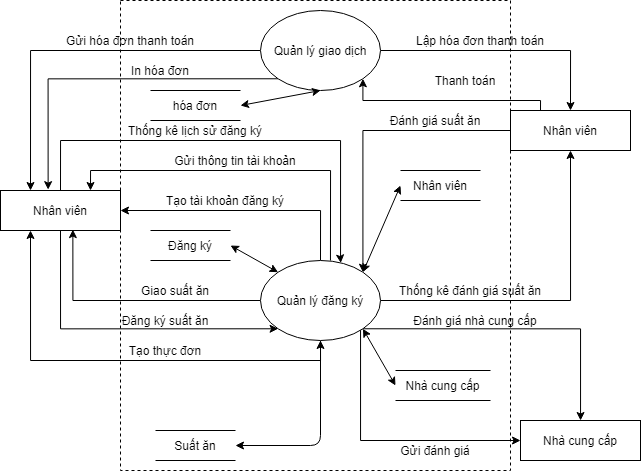 Gửi hóa đơn thanh toán
Quản lý giao dịch
Lập hóa đơn thanh toán
In hóa đơn
Thanh toán
hóa đơn
Đánh giá suất ăn
Nhân viên
Thống kê lịch sử đăng ký
Gửi thông tin tài khoản
Nhân viên
Tạo tài khoản đăng ký
Nhân viên
Đăng ký
Giao suất ăn
Quản lý đăng ký
Thống kê đánh giá suất ăn
Đăng ký suất ăn
Đánh giá nhà cung cấp
Tạo thực đơn
Nhà cung cấp
Suất ăn
Gửi đánh giá
Nhà cung cấp